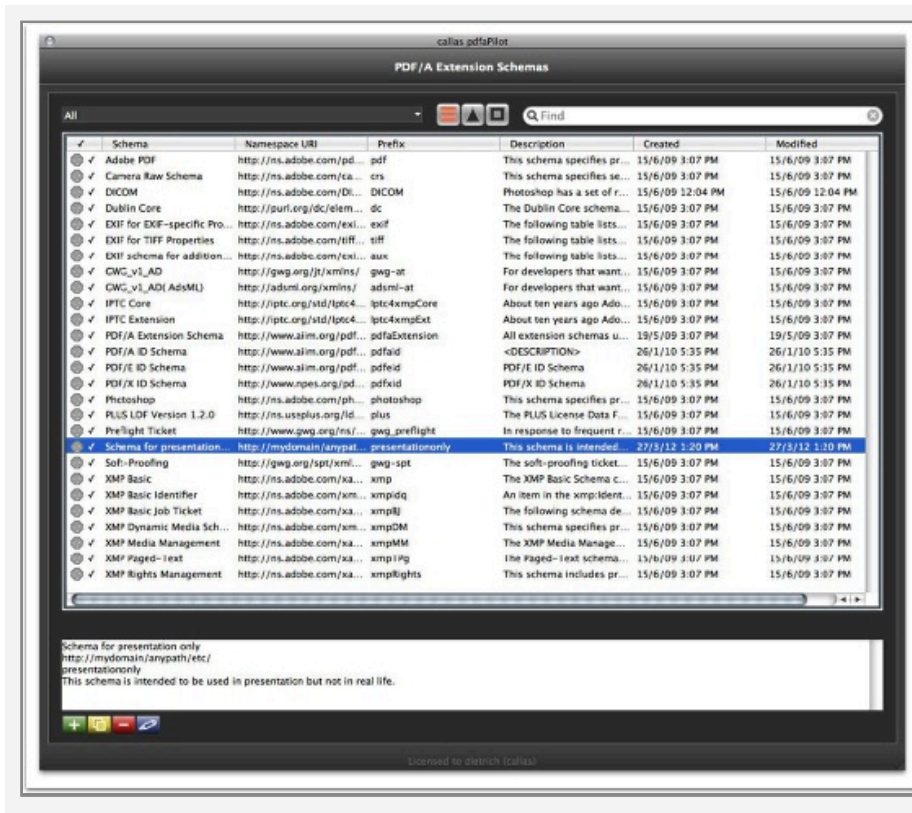 callas pdfaPilot
PDF/A Extension Schemas
All Find
✓ Schema Namespace URI Prefix Description Created Modified
✓ Adobe PDF http://ns.adobe.com/pd... pdf This schema specifies pr... 15/6/09 3:07 PM 15/6/09 3:07 PM
✓ Camera Raw Schema http://ns.adobe.com/ca... crs This schema specifies se... 15/6/09 3:07 PM 15/6/09 3:07 PM
✓ DICOM http://ns.adobe.com/DI... DICOM Photoshop has a set of r... 15/6/09 12:04 PM 15/6/09 12:04 PM
✓ Dublin Core http://purl.org/dc/elem... dc The Dublin Core schema... 15/6/09 3:07 PM 15/6/09 3:07 PM
✓ EXIF for EXIF-specific Pro... http://ns.adobe.com/exi... exif The following table lists... 15/6/09 3:07 PM 15/6/09 3:07 PM
✓ EXIF for TIFF Properties http://ns.adobe.com/tiff... tiff The following table lists... 15/6/09 3:07 PM 15/6/09 3:07 PM
✓ EXIF schema for addition... http://ns.adobe.com/exi... aux The following table lists... 15/6/09 3:07 PM 15/6/09 3:07 PM
✓ GWG_v1_AD http://gwg.org/jt/xmlns/ gwg-at For developers that want... 15/6/09 3:07 PM 15/6/09 3:07 PM
✓ GWG_v1_AD( AdsML) http://adsml.org/xmlns/ adsml-at For developers that want... 15/6/09 3:07 PM 15/6/09 3:07 PM
✓ IPTC Core http://iptc.org/std/Iptc4... Iptc4xmpCore About ten years ago Ado... 15/6/09 3:07 PM 15/6/09 3:07 PM
✓ IPTC Extension http://iptc.org/std/Iptc4... Iptc4xmpExt About ten years ago Ado... 15/6/09 3:07 PM 15/6/09 3:07 PM
✓ PDF/A Extension Schema http://www.aiim.org/pdf... pdfaExtension All extension schemas u... 19/5/09 3:07 PM 19/5/09 3:07 PM
✓ PDF/A ID Schema http://www.aiim.org/pdf... pdfaid <DESCRIPTION> 26/1/10 5:35 PM 26/1/10 5:35 PM
✓ PDF/E ID Schema http://www.aiim.org/pdf... pdfeid PDF/E ID Schema 26/1/10 5:35 PM 26/1/10 5:35 PM
✓ PDF/X ID Schema http://www.npes.org/pd... pdfxid PDF/X ID Schema 26/1/10 5:35 PM 26/1/10 5:35 PM
✓ Photoshop http://ns.adobe.com/ph... photoshop This schema specifies pr... 15/6/09 3:07 PM 15/6/09 3:07 PM
✓ PLUS LDF Version 1.2.0 http://ns.useplus.org/ld... plus The PLUS License Data F... 15/6/09 3:07 PM 15/6/09 3:07 PM
✓ Preflight Ticket http://www.gwg.org/ns/... gwg_preflight In response to frequent r... 15/6/09 3:07 PM 15/6/09 3:07 PM
✓ Schema for presentation... http://mydomain/anypat... presentationonly This schema is intended... 27/3/12 1:20 PM 27/3/12 1:20 PM
✓ Soft-Proofing http://gwg.org/spt/xml... gwg-spt The soft-proofing ticket... 15/6/09 3:07 PM 15/6/09 3:07 PM
✓ XMP Basic http://ns.adobe.com/xa... xmp The XMP Basic Schema c... 15/6/09 3:07 PM 15/6/09 3:07 PM
✓ XMP Basic Identifier http://ns.adobe.com/xm... xmpidq An item in the xmp:Ident... 15/6/09 3:07 PM 15/6/09 3:07 PM
✓ XMP Basic Job Ticket http://ns.adobe.com/xa... xmpBJ The following schema de... 15/6/09 3:07 PM 15/6/09 3:07 PM
✓ XMP Dynamic Media Sch... http://ns.adobe.com/xm... xmpDM This schema specifies pr... 15/6/09 3:07 PM 15/6/09 3:07 PM
✓ XMP Media Management http://ns.adobe.com/xa... xmpMM The XMP Media Manage... 15/6/09 3:07 PM 15/6/09 3:07 PM
✓ XMP Paged-Text http://ns.adobe.com/xa... xmpTPg The Paged-Text schema... 15/6/09 3:07 PM 15/6/09 3:07 PM
✓ XMP Rights Management http://ns.adobe.com/xa... xmpRights This schema includes pr... 15/6/09 3:07 PM 15/6/09 3:07 PM
Schema for presentation only
http://mydomain/anypath/etc/
presentationonly
This schema is intended to be used in presentation but not in real life.
Licensed to dietrich (callas)